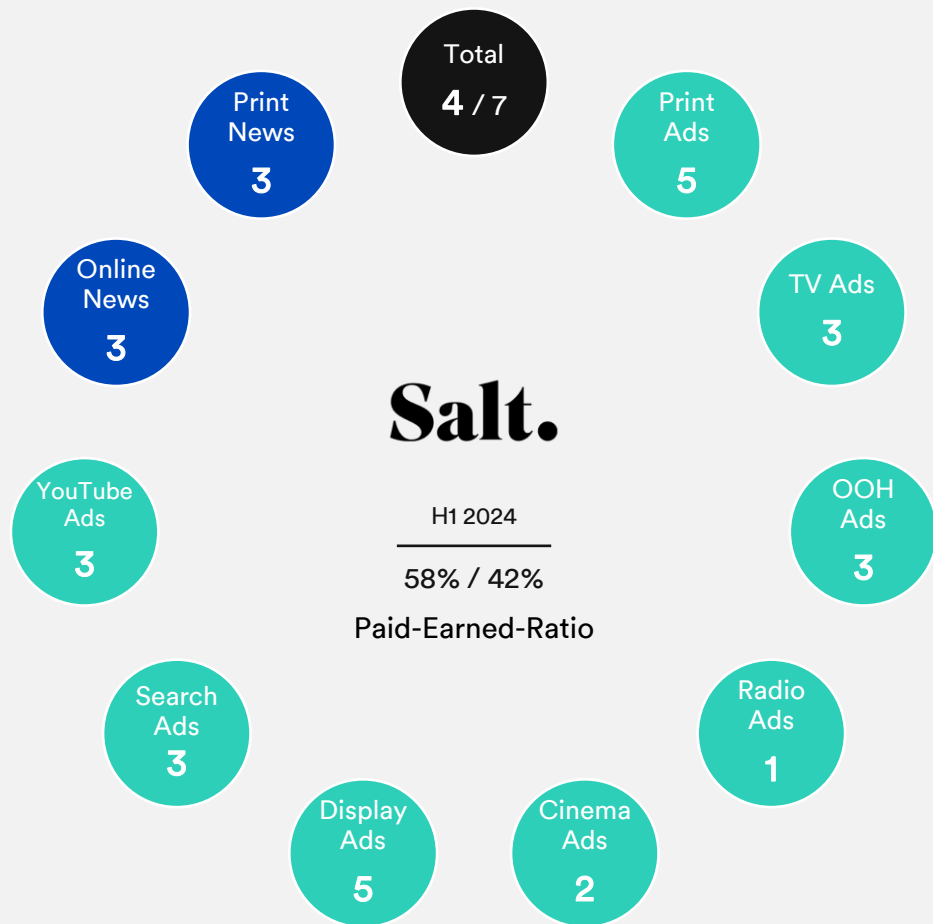 Total
4 / 7
Print
News
3
Print
Ads
5
Online
News
3
TV Ads
3
Salt.
H1 2024
58% / 42%
Paid-Earned-Ratio
YouTube
Ads
3
OOH
Ads
3
Search
Ads
3
Radio
Ads
1
Display
Ads
5
Cinema
Ads
2